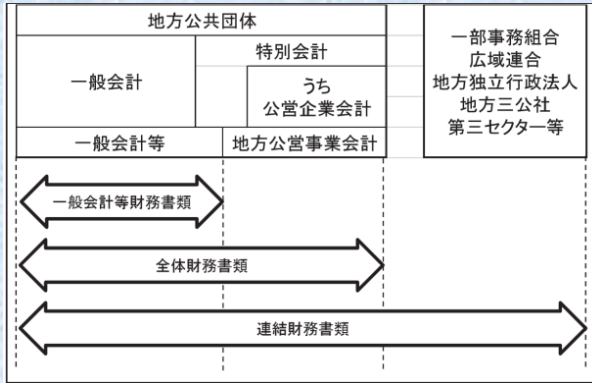 地方公共団体
一般会計
特別会計
うち
公営企業会計
一般会計等
地方公営事業会計
一部事務組合
広域連合
地方独立行政法人
地方三公社
第三セクター等
一般会計等財務書類
全体財務書類
連結財務書類